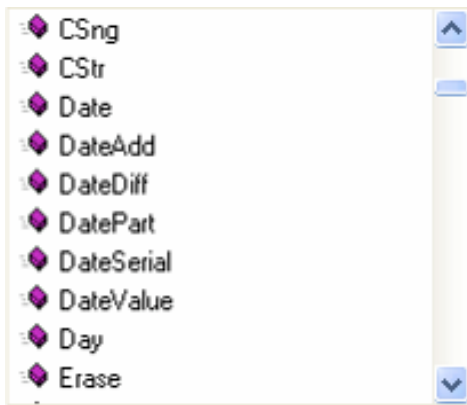 CSng
CStr
Date
DateAdd
DateDiff
DatePart
DateSerial
DateValue
Day
Erase